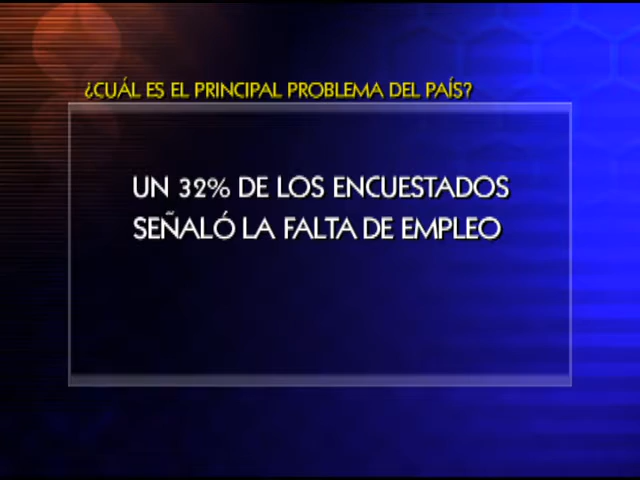 ¿CUÁL ES EL PRINCIPAL PROBLEMA DEL PAÍS?
UN 32% DE LOS ENCUESTADOS
SEÑALÓ LA FALTA DE EMPLEO